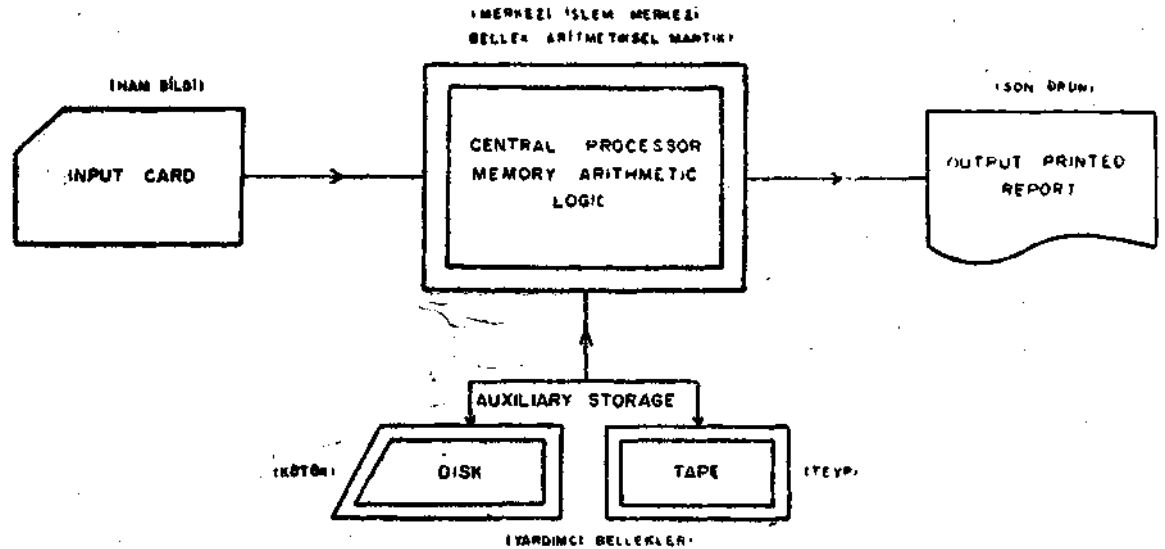 (MERKEZİ İSLEM MERKEZİ
BELLEK ARİTMETİKSEL MANTIK)
(HAM BİLGİ)
(SON ÜRÜN)
INPUT CARD
CENTRAL PROCESSOR
MEMORY ARITHMETIC
LOGIC
OUTPUT PRINTED
REPORT
AUXILIARY STORAGE
DISK
TAPE
(TEYP)
(YARDIMCI BELLEKLER)